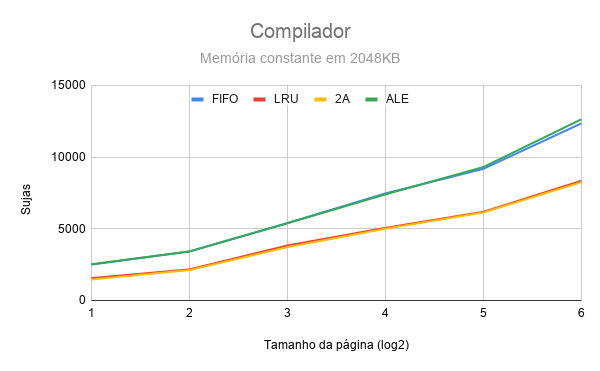 Compilador
Memória constante em 2048KB
15000
FIFO LRU 2A ALE
10000
Sujas
5000
0
1 2 3 4 5 6
Tamanho da página (log2)